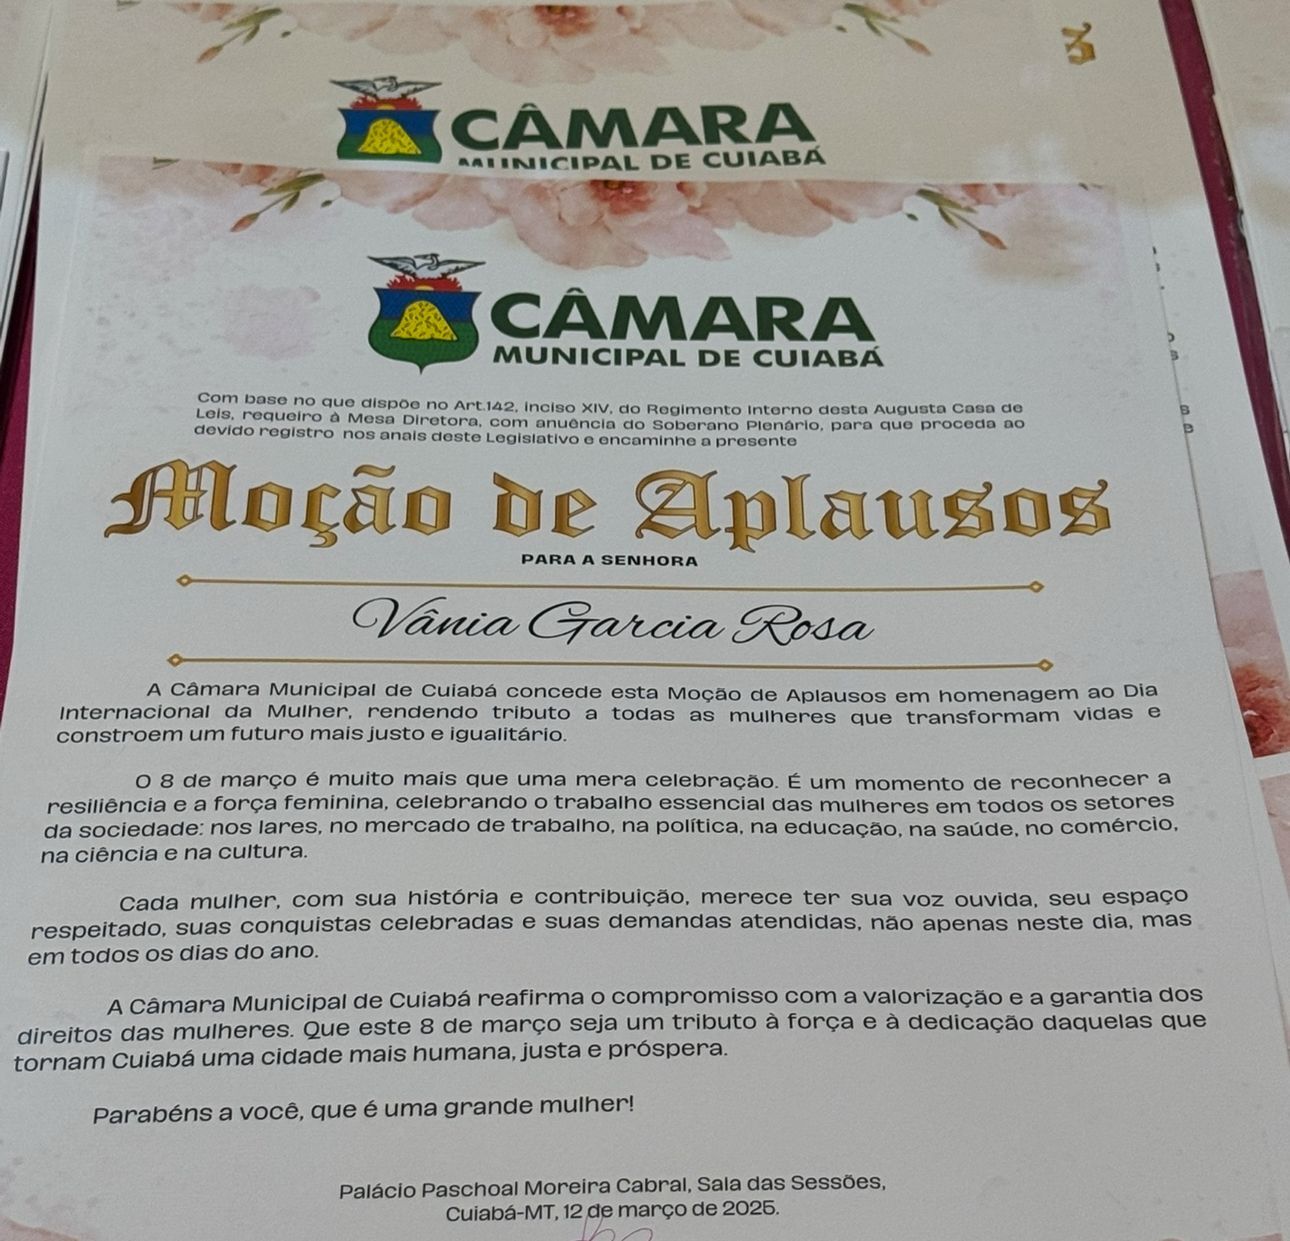 CÂMARA
MUNICIPAL DE CUIABÁ
CÂMARA
MUNICIPAL DE CUIABÁ
Com base no que dispõe no Art.142, inciso XIV, do Regimento Interno desta Augusta Casa de
Leis, requeiro à Mesa Diretora, com anuência do Soberano Plenário, para que proceda ao
devido registro nos anais deste Legislativo e encaminhe a presente
Moção de Aplausos
PARA A SENHORA
Vânia Garcia Rosa
A Câmara Municipal de Cuiabá concede esta Moção de Aplausos em homenagem ao Dia
Internacional da Mulher, rendendo tributo a todas as mulheres que transformam vidas e
constroem um futuro mais justo e igualitário.
O 8 de março é muito mais que uma mera celebração. É um momento de reconhecer a
resiliência e a força feminina, celebrando o trabalho essencial das mulheres em todos os setores
da sociedade: nos lares, no mercado de trabalho, na política, na educação, na saúde, no comércio,
na ciência e na cultura.
Cada mulher, com sua história e contribuição, merece ter sua voz ouvida, seu espaço
respeitado, suas conquistas celebradas e suas demandas atendidas, não apenas neste dia, mas
em todos os dias do ano.
A Câmara Municipal de Cuiabá reafirma o compromisso com a valorização e a garantia dos
direitos das mulheres. Que este 8 de março seja um tributo à força e à dedicação daquelas que
tornam Cuiabá uma cidade mais humana, justa e próspera.
Parabéns a você, que é uma grande mulher!
Palácio Paschoal Moreira Cabral, Sala das Sessões,
Cuiabá-MT, 12 de março de 2025.